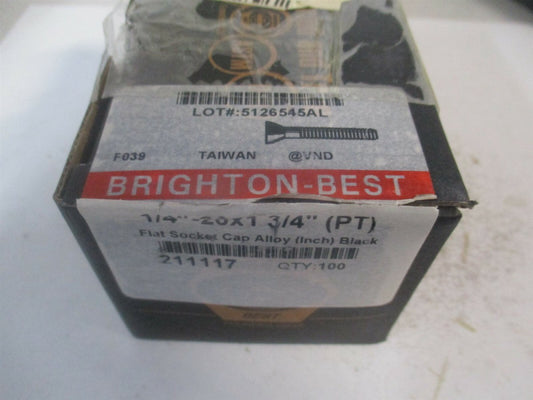 LOT#:5126545AL
F039 TAIWAN @VND
BRIGHTON-BEST
1/4"-20x1 3/4" (PT)
Flat Socket Cap Alloy (Inch) Black
211117 QTY:100
BEST